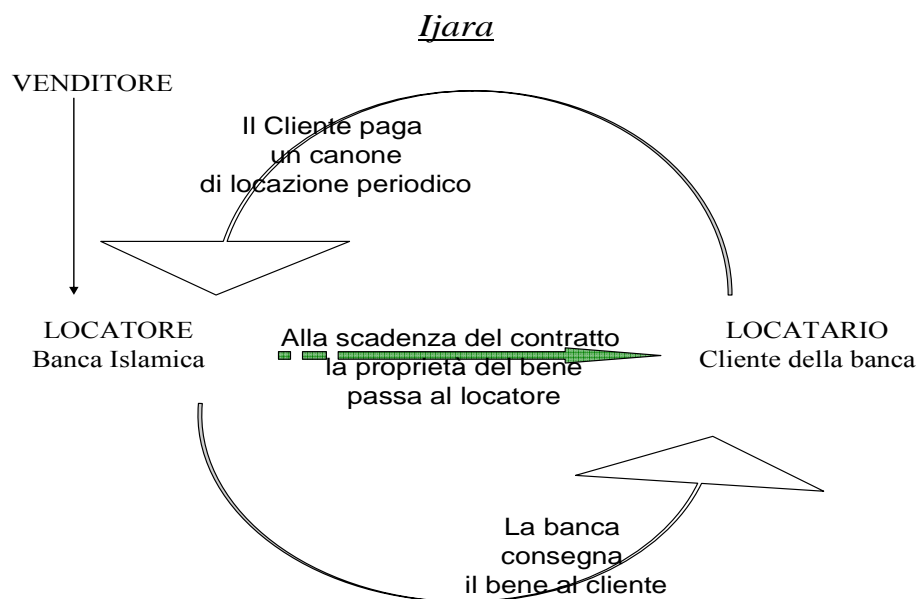 Ijara
VENDITORE
Il Cliente paga
un canone
di locazione periodico
LOCATORE
Banca Islamica
Alla scadenza del contratto
la proprietà del bene
passa al locatore
LOCATARIO
Cliente della banca
La banca
consegna
il bene al cliente